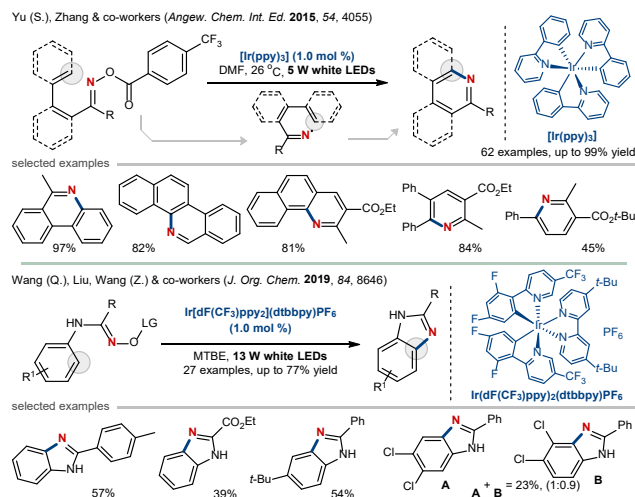 Yu (S.), Zhang & co-workers (Angew. Chem. Int. Ed. 2015, 54, 4055)
CF3
[Ir(ppy)3] (1.0 mol %)
DMF, 26 oC, 5 W white LEDs
N
O
O
R
R
N
N
R
N
N
Ir
N
[Ir(ppy)3]
62 examples, up to 99% yield
selected examples
Me
N
97%
N
82%
N
CO2Et
Me
81%
Ph
CO2Et
Ph
N
Me
84%
Me
Ph
N
CO2t-Bu
45%
Wang (Q.), Liu, Wang (Z.) & co-workers (J. Org. Chem. 2019, 84, 8646)
R
LG
HN
N
O
R1
Ir[dF(CF3)ppy2](dtbbpy)PF6
(1.0 mol %)
MTBE, 13 W white LEDs
27 examples, up to 77% yield
R
HN
N
R1
F
CF3
t-Bu
N
N
F
F
Ir
PF6
N
N
F
CF3
t-Bu
Ir(dF(CF3)ppy)2(dtbbpy)PF6
selected examples
N
N
H
57%
CO2Et
N
NH
39%
Ph
N
NH
t-Bu
54%
Ph
N
NH
Cl
Cl
A
Ph
Cl
N
NH
Cl
B
A + B = 23%, (1:0.9)